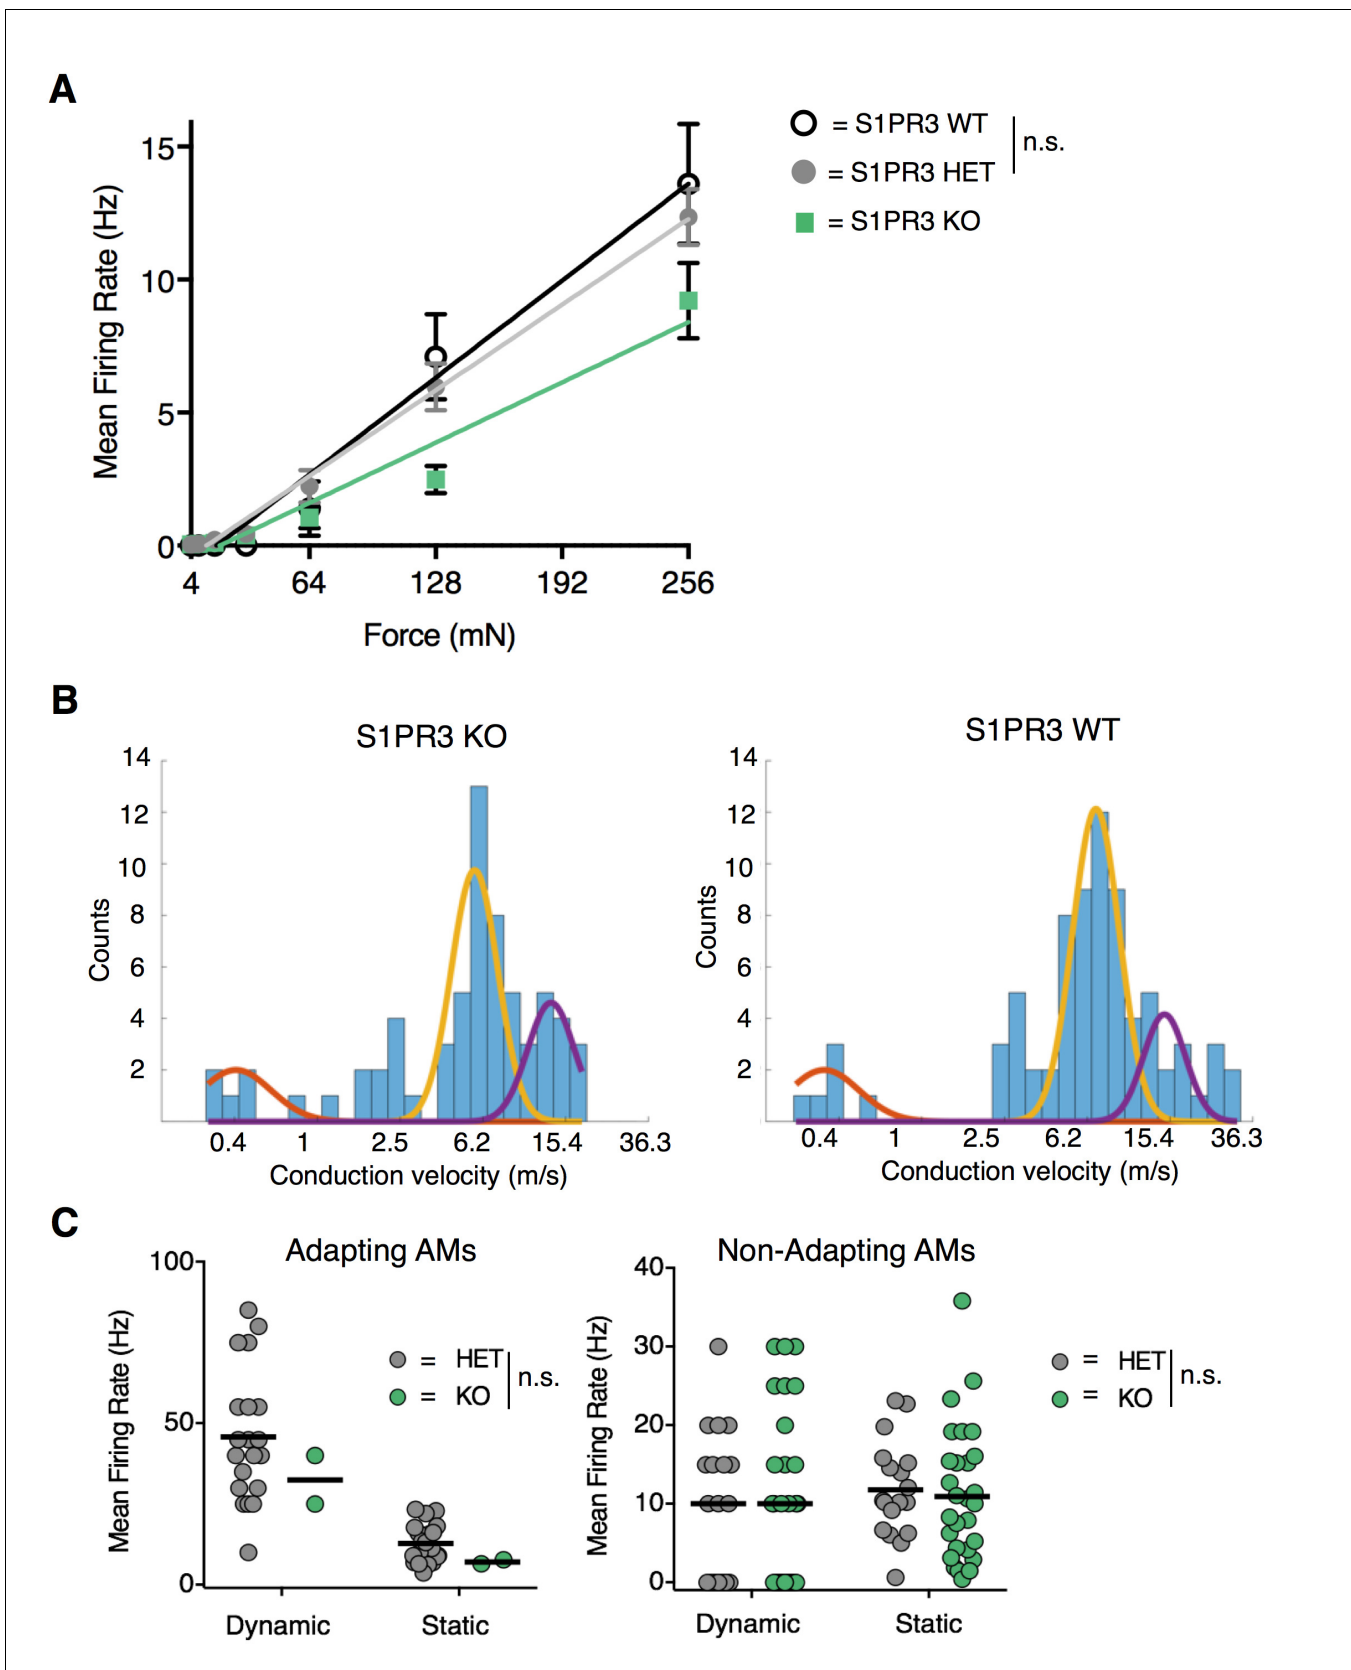 A
15
10
5
0
Mean Firing Rate (Hz)
4 64 128 192 256
Force (mN)
= S1PR3 WT
= S1PR3 HET
n.s.
= S1PR3 KO
B
S1PR3 KO
14
12
10
8
6
4
2
Counts
0.4 1 2.5 6.2 15.4 36.3
Conduction velocity (m/s)
S1PR3 WT
14
12
10
8
6
4
2
Counts
0.4 1 2.5 6.2 15.4 36.3
Conduction velocity (m/s)
C
Adapting AMs
100
50
0
Mean Firing Rate (Hz)
= HET
= KO
n.s.
Dynamic Static
Non-Adapting AMs
40
30
20
10
0
Mean Firing Rate (Hz)
= HET
= KO
n.s.
Dynamic Static